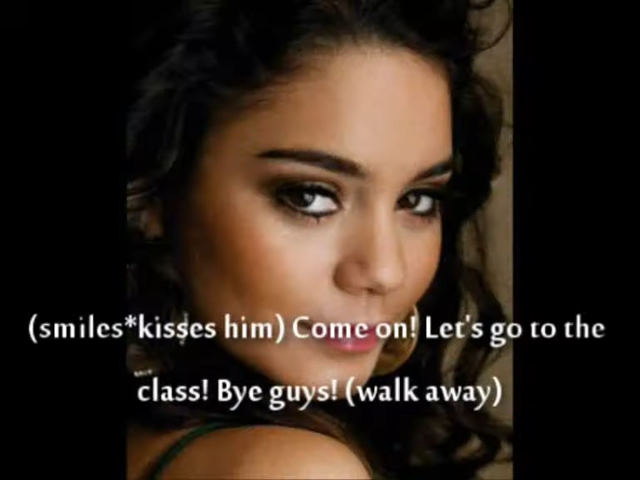 (smiles*kisses him) Come on! Let's go to the
class! Bye guys! (walk away)